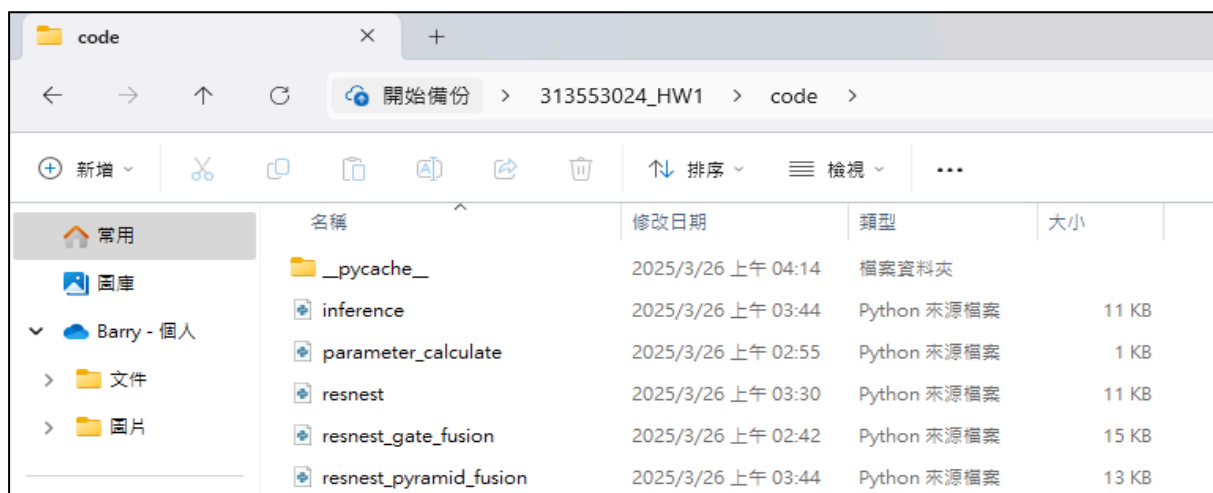 code
開始備份 > 313553024_HW1 > code >
新增 排序 檢視 ...
常用
圖庫
Barry - 個人
文件
圖片
名稱 修改日期 類型 大小
__pycache__ 2025/3/26 上午 04:14 檔案資料夾
inference 2025/3/26 上午 03:44 Python 來源檔案 11 KB
parameter_calculate 2025/3/26 上午 02:55 Python 來源檔案 1 KB
resnest 2025/3/26 上午 03:30 Python 來源檔案 11 KB
resnest_gate_fusion 2025/3/26 上午 02:42 Python 來源檔案 15 KB
resnest_pyramid_fusion 2025/3/26 上午 03:44 Python 來源檔案 13 KB